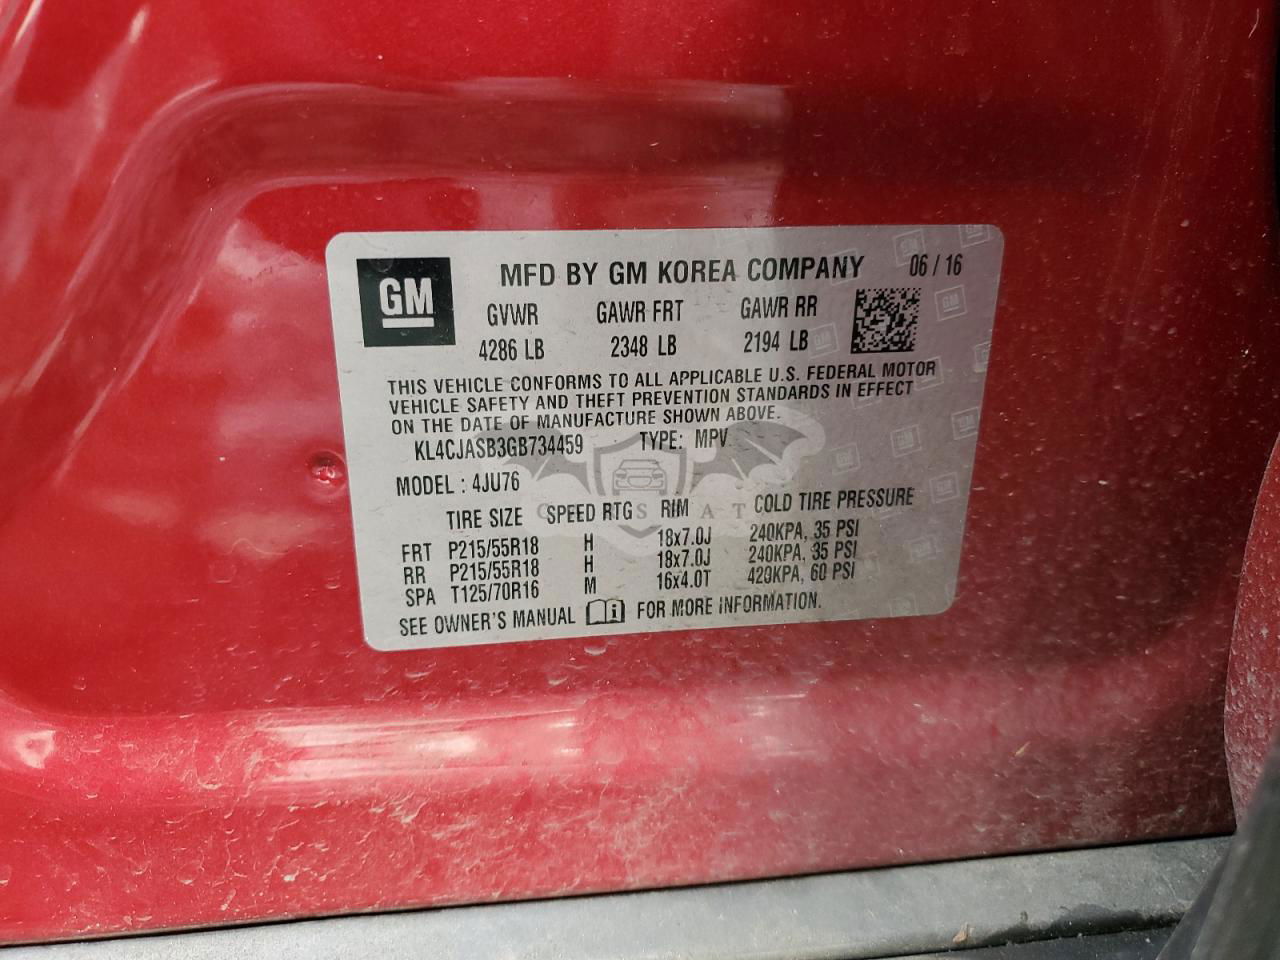 GM
MFD BY GM KOREA COMPANY 06 / 16
GVWR GAWR FRT GAWR RR
4286 LB 2348 LB 2194 LB
THIS VEHICLE CONFORMS TO ALL APPLICABLE U.S. FEDERAL MOTOR
VEHICLE SAFETY AND THEFT PREVENTION STANDARDS IN EFFECT
ON THE DATE OF MANUFACTURE SHOWN ABOVE.
KL4CJASB3GB734459 TYPE: MPV
MODEL : 4JU76
TIRE SIZE SPEED RTG RIM COLD TIRE PRESSURE
FRT P215/55R18 H 18x7.0J 240KPA, 35 PSI
RR P215/55R18 H 18x7.0J 240KPA, 35 PSI
SPA T125/70R16 M 16x4.0T 420KPA, 60 PSI
SEE OWNER'S MANUAL FOR MORE INFORMATION.